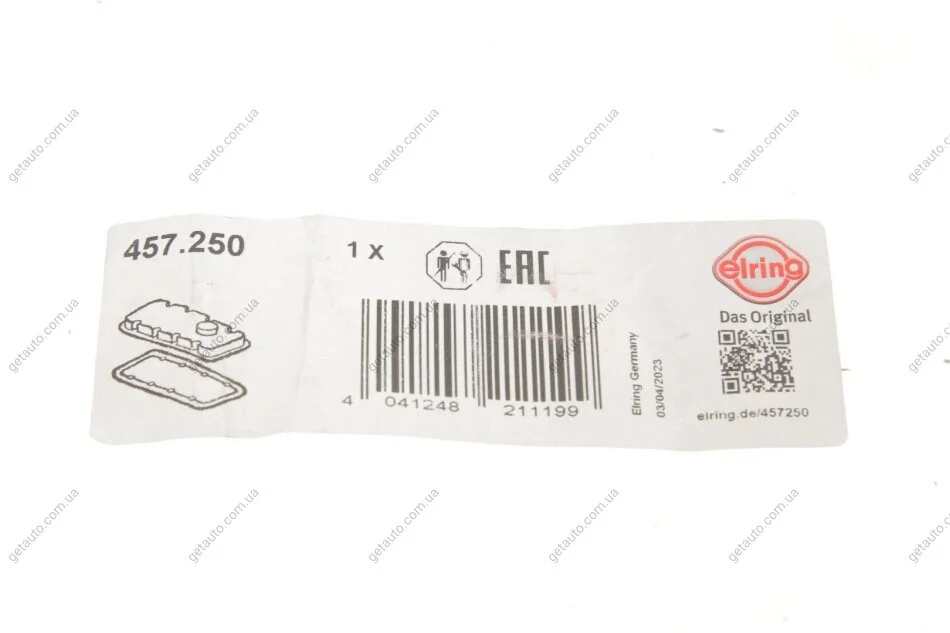 457.250
1 X
EAC
elring
Das Original
4 041248 211199
Elring Germany
03/04/2023
elring.de/457250
getauto.com.ua